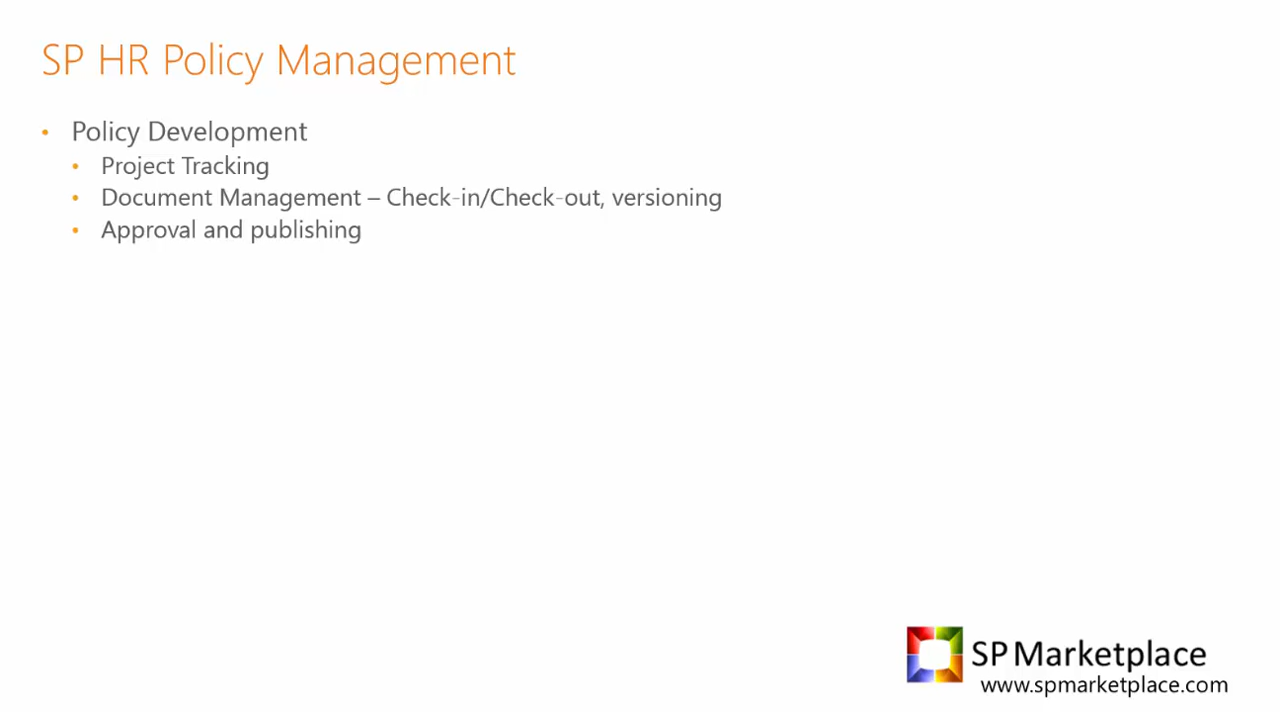 SP HR Policy Management
• Policy Development
• Project Tracking
• Document Management – Check-in/Check-out, versioning
• Approval and publishing
SP Marketplace
www.spmarketplace.com